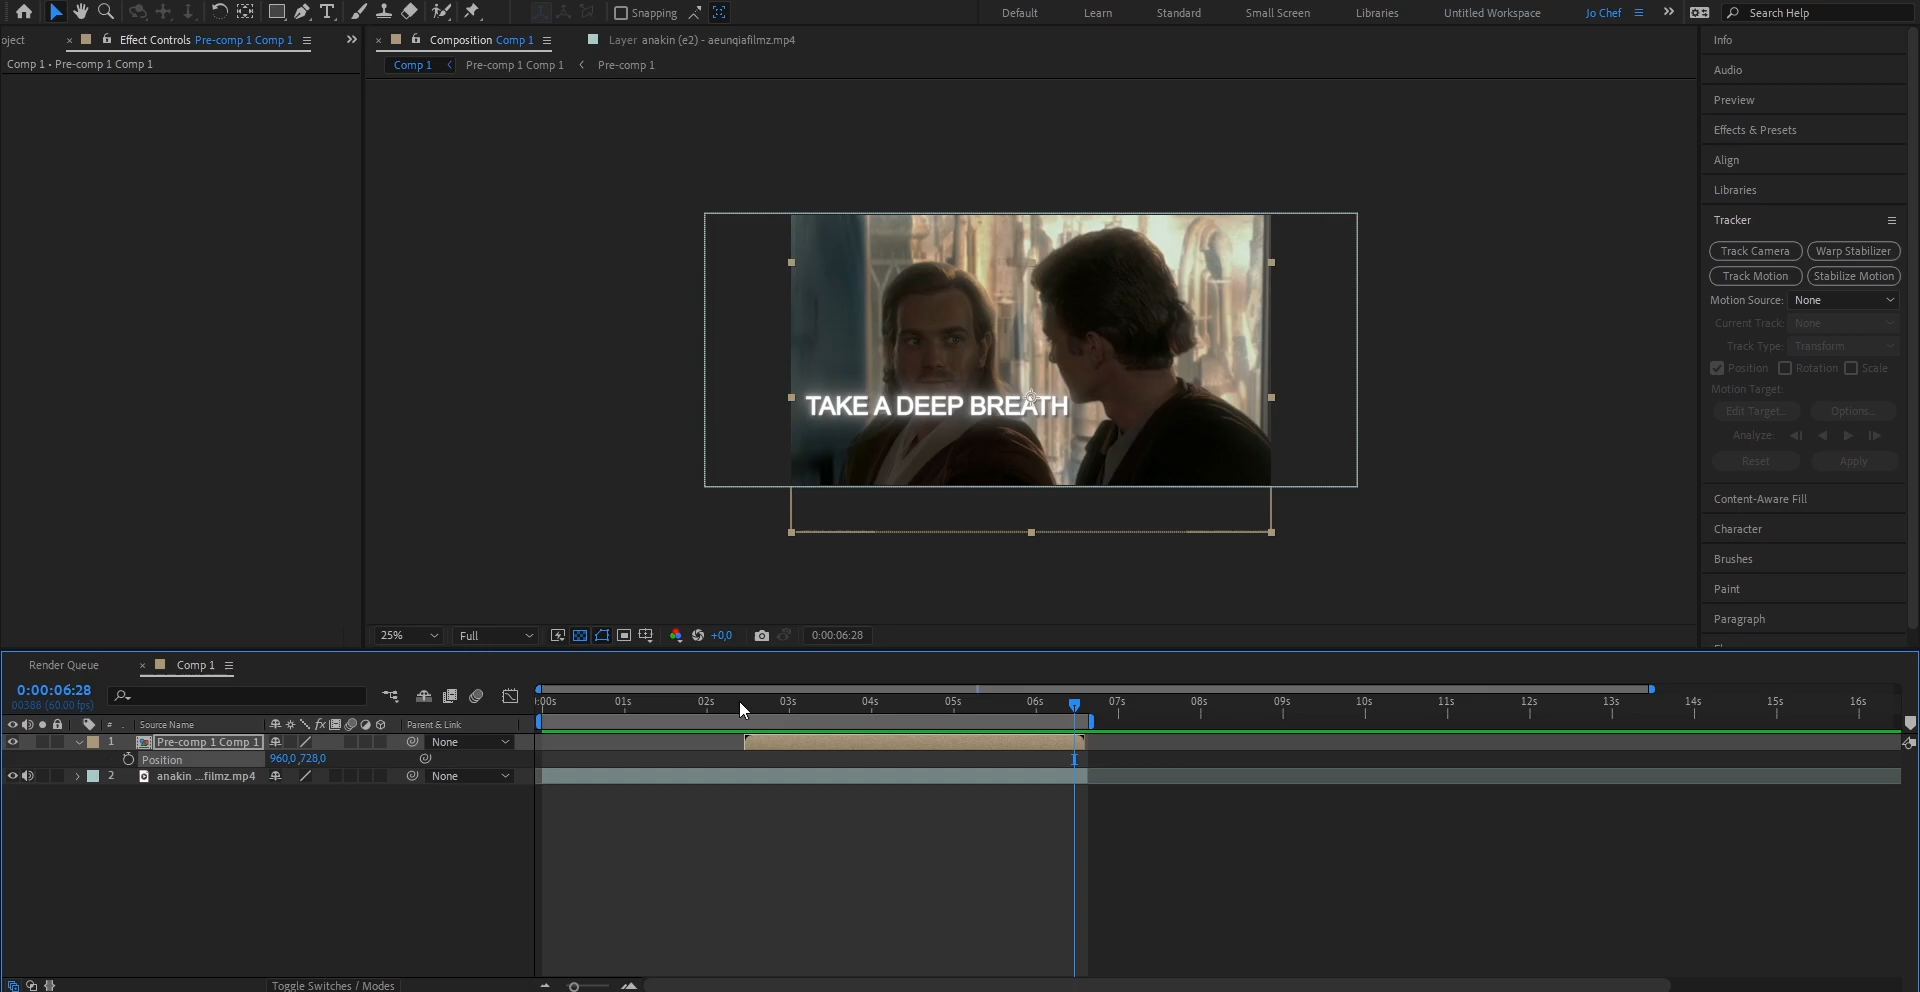 Snapping
Default
Learn
Standard
Small Screen
Libraries
Untitled Workspace
Jo Chef
Search Help
oject
Effect Controls Pre-comp 1 Comp 1
Composition Comp 1
Layer anakin (e2) - aeunqiafilmz.mp4
Comp 1 • Pre-comp 1 Comp 1
Comp 1
Pre-comp 1 Comp 1
Pre-comp 1
Info
Audio
Preview
Effects & Presets
Align
Libraries
Tracker
Track Camera
Warp Stabilizer
Track Motion
Stabilize Motion
Motion Source: None
Current Track: None
Track Type: Transform
Position
Rotation
Scale
Motion Target:
Edit Target...
Options...
Analyze:
Reset
Apply
Content-Aware Fill
Character
Brushes
Paint
Paragraph
TAKE A DEEP BREATH
25%
Full
+0,0
0:00:06:28
Render Queue
Comp 1
0:00:06:28
00388 (60.00 fps)
:00s 01s 02s 03s 04s 05s 06s 07s 08s 09s 10s 11s 12s 13s 14s 15s 16s
# Source Name fx Parent & Link
1 Pre-comp 1 Comp 1 None
Position 960,0 ,728,0
2 anakin ...filmz.mp4 None
Toggle Switches / Modes